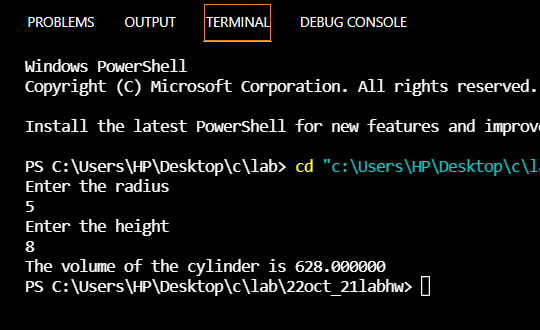 PROBLEMS OUTPUT TERMINAL DEBUG CONSOLE
Windows PowerShell
Copyright (C) Microsoft Corporation. All rights reserved.
Install the latest PowerShell for new features and improv
PS C:\Users\HP\Desktop\c\lab> cd "c:\Users\HP\Desktop\c\l
Enter the radius
5
Enter the height
8
The volume of the cylinder is 628.000000
PS C:\Users\HP\Desktop\c\lab\22oct_21labhw>